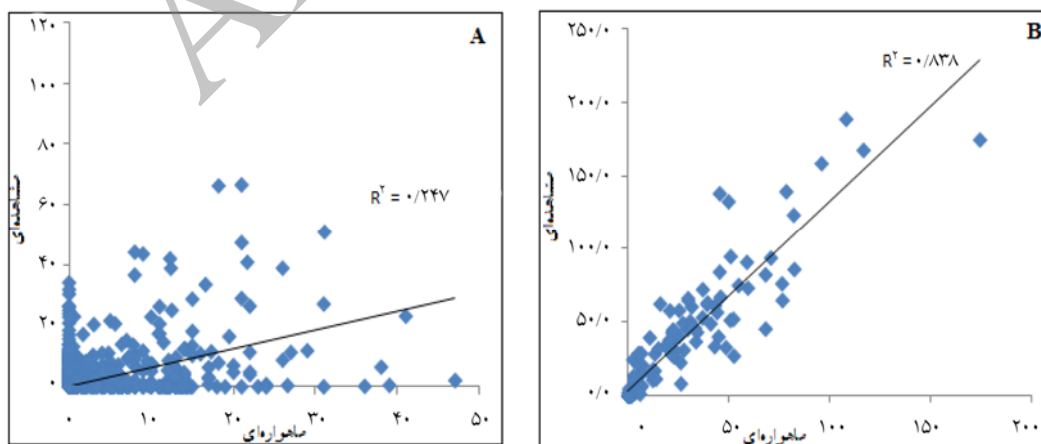 A
۱۲۰
۱۰۰
۸۰
۶۰
۴۰
۲۰
۰
مشاهده‌ای
R۲ = ۰/۲۴۷
۰ ۱۰ ۲۰ ۳۰ ۴۰ ۵۰
ماهواره‌ای
B
۲۵۰/۰
۲۰۰/۰
۱۵۰/۰
۱۰۰/۰
۵۰/۰
۰/۰
مشاهده‌ای
R۲ = ۰/۸۳۸
۰ ۵۰ ۱۰۰ ۱۵۰ ۲۰۰
ماهواره‌ای